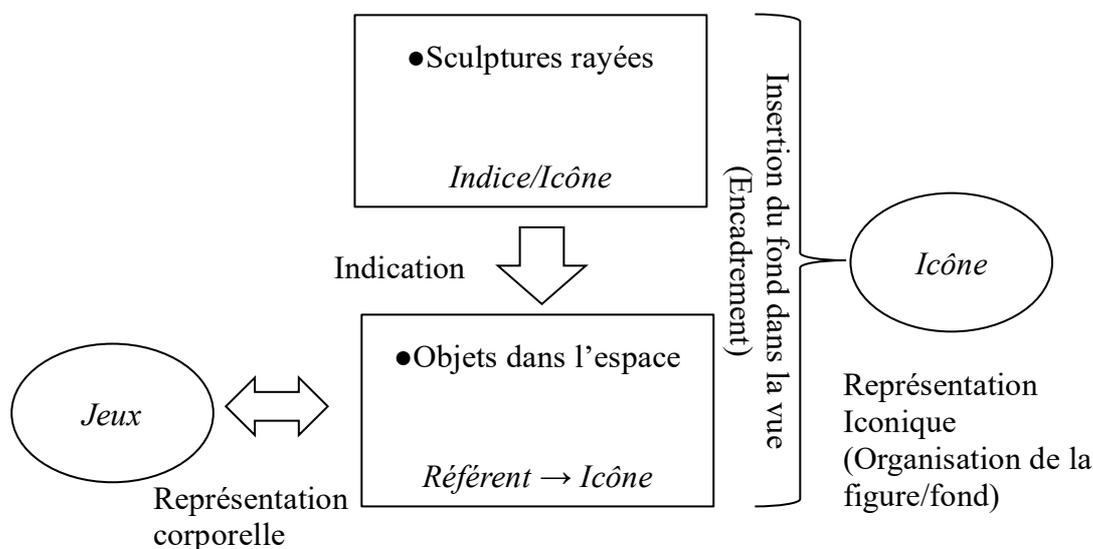 ●Sculptures rayées
Indice/Icône
Indication
●Objets dans l’espace
Référent → Icône
Jeux
Représentation
corporelle
Insertion du fond dans la vue
(Encadrement)
Icône
Représentation
Iconique
(Organisation de la
figure/fond)